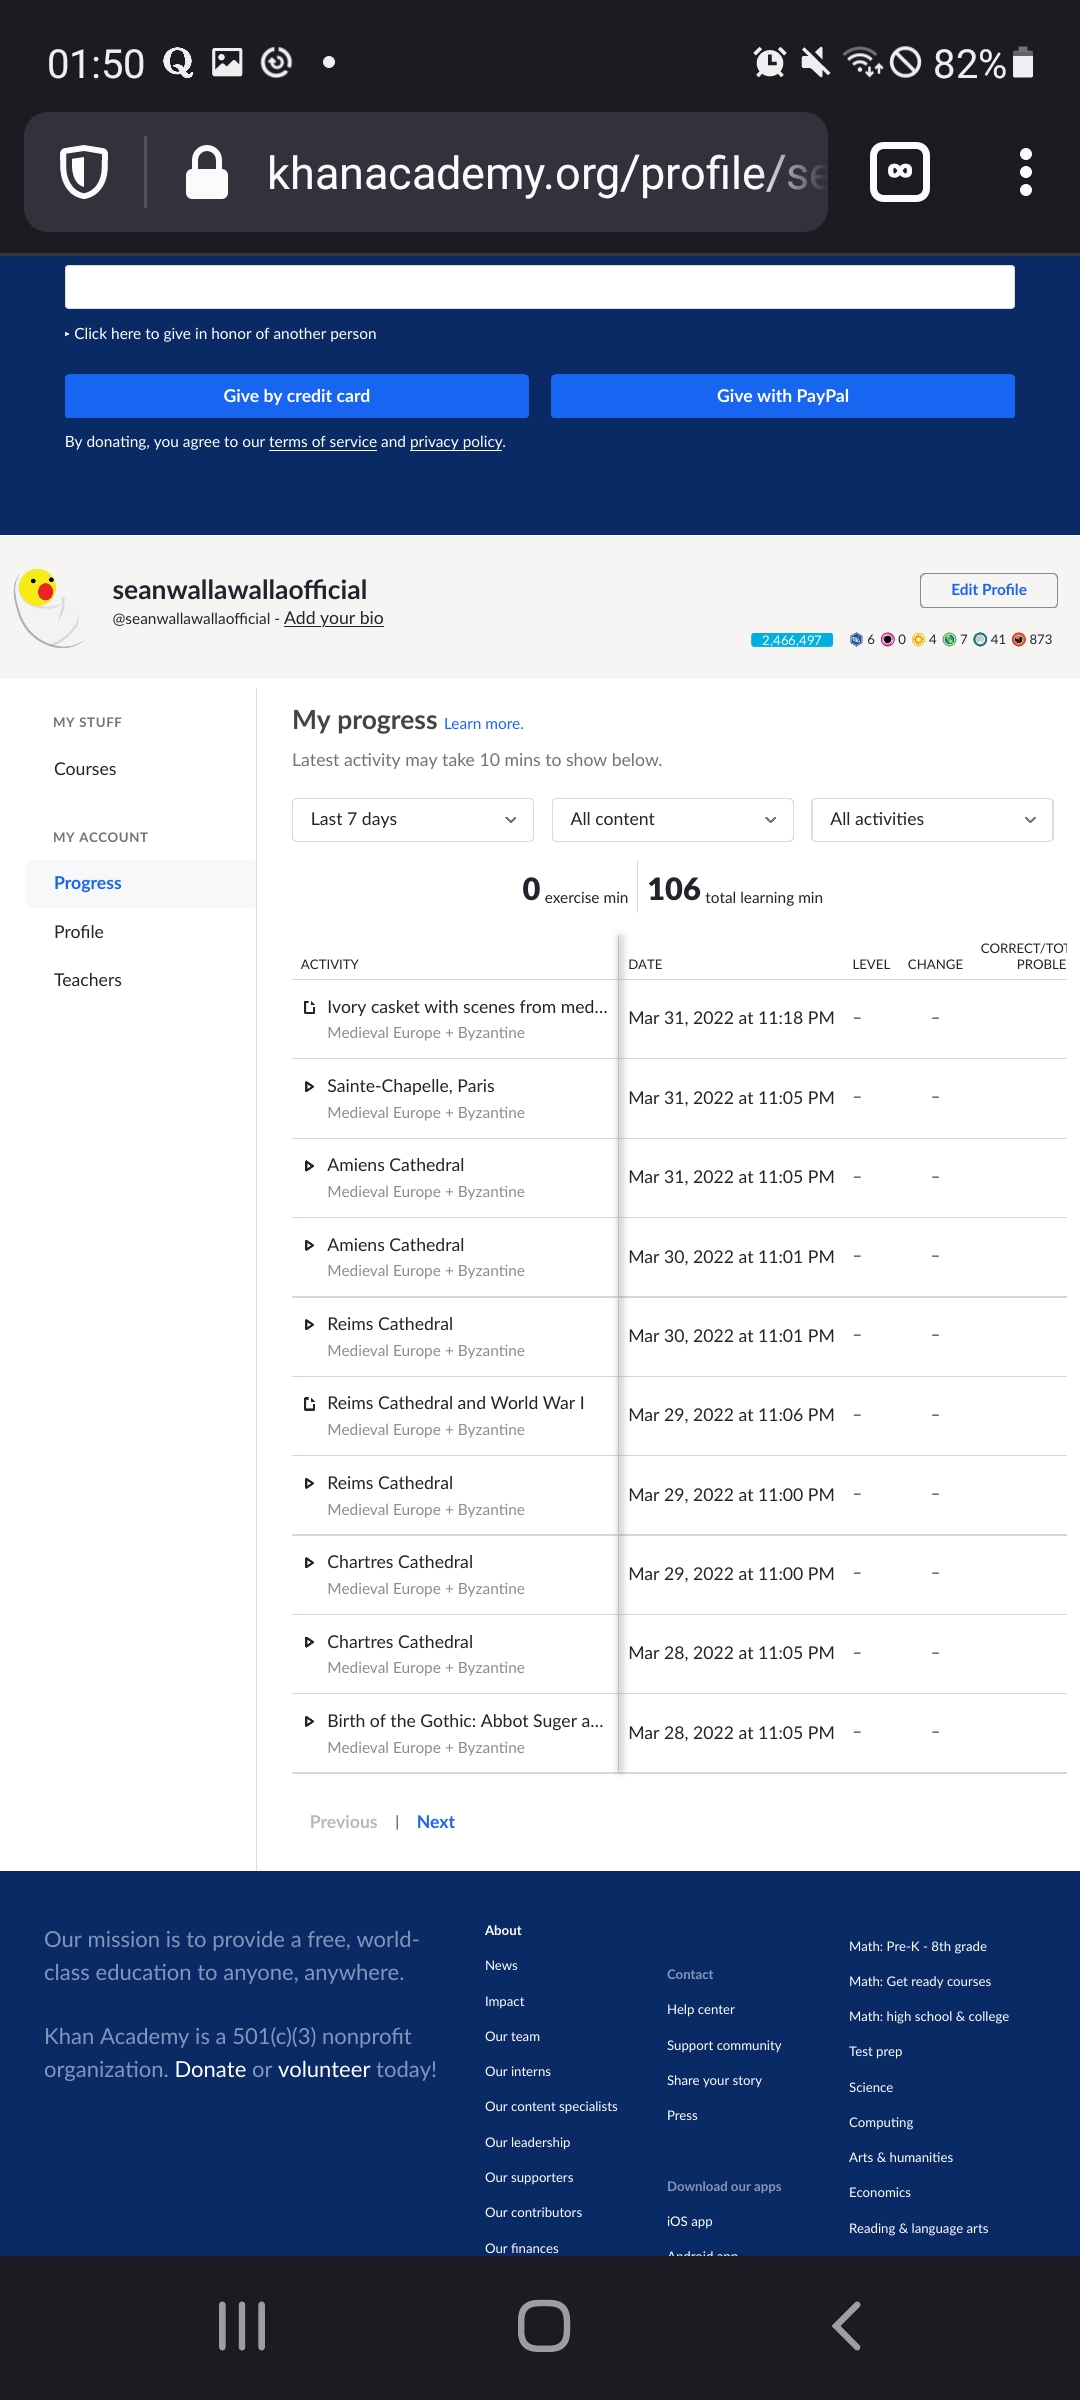 01:50
82%
khanacademy.org/profile/se
Click here to give in honor of another person
Give by credit card
Give with PayPal
By donating, you agree to our terms of service and privacy policy.
seanwallawallaofficial
@seanwallawallaofficial - Add your bio
Edit Profile
2,466,497 6 0 4 7 41 873
MY STUFF
Courses
MY ACCOUNT
Progress
Profile
Teachers
My progress Learn more.
Latest activity may take 10 mins to show below.
Last 7 days
All content
All activities
0 exercise min
106 total learning min
ACTIVITY DATE LEVEL CHANGE CORRECT/TOT
PROBLE
Ivory casket with scenes from med...
Medieval Europe + Byzantine
Mar 31, 2022 at 11:18 PM – –
Sainte-Chapelle, Paris
Medieval Europe + Byzantine
Mar 31, 2022 at 11:05 PM – –
Amiens Cathedral
Medieval Europe + Byzantine
Mar 31, 2022 at 11:05 PM – –
Amiens Cathedral
Medieval Europe + Byzantine
Mar 30, 2022 at 11:01 PM – –
Reims Cathedral
Medieval Europe + Byzantine
Mar 30, 2022 at 11:01 PM – –
Reims Cathedral and World War I
Medieval Europe + Byzantine
Mar 29, 2022 at 11:06 PM – –
Reims Cathedral
Medieval Europe + Byzantine
Mar 29, 2022 at 11:00 PM – –
Chartres Cathedral
Medieval Europe + Byzantine
Mar 29, 2022 at 11:00 PM – –
Chartres Cathedral
Medieval Europe + Byzantine
Mar 28, 2022 at 11:05 PM – –
Birth of the Gothic: Abbot Suger a...
Medieval Europe + Byzantine
Mar 28, 2022 at 11:05 PM – –
Previous | Next
Our mission is to provide a free, world-
class education to anyone, anywhere.
Khan Academy is a 501(c)(3) nonprofit
organization. Donate or volunteer today!
About
News
Impact
Our team
Our interns
Our content specialists
Our leadership
Our supporters
Our contributors
Our finances
Contact
Help center
Support community
Share your story
Press
Download our apps
iOS app
Android app
Math: Pre-K - 8th grade
Math: Get ready courses
Math: high school & college
Test prep
Science
Computing
Arts & humanities
Economics
Reading & language arts